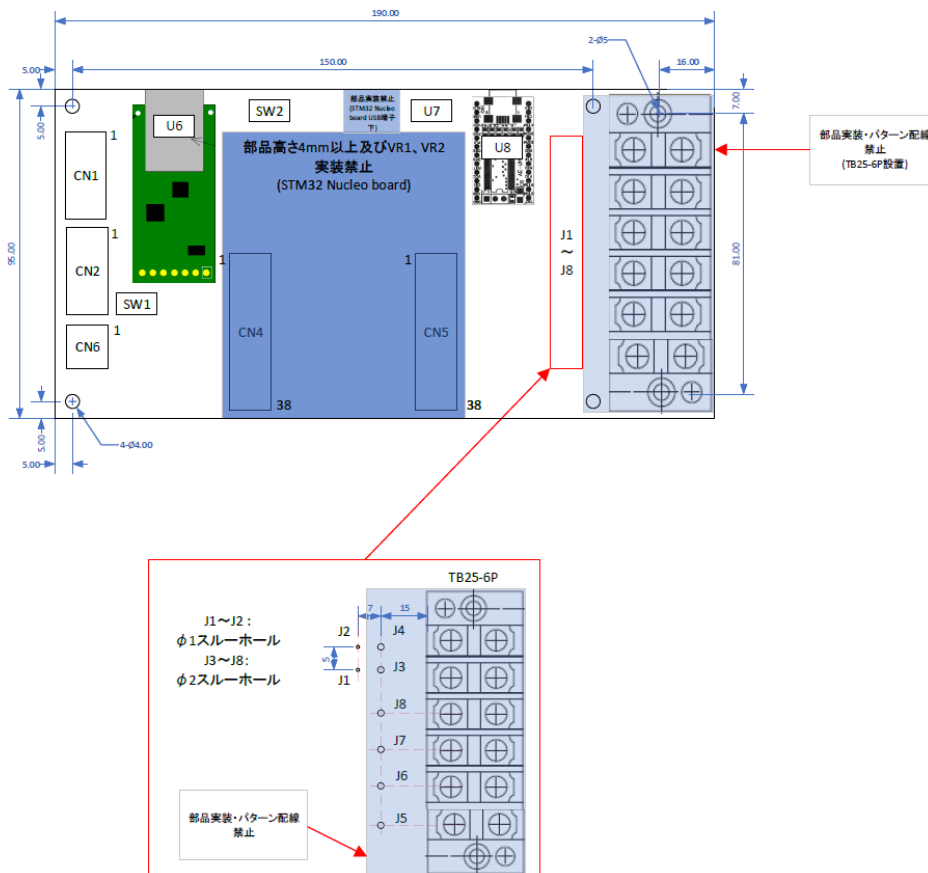 190.00
150.00
2-Ø5
16.00
5.00
7.00
5.00
U6
SW2
部品実装禁止
(STM32 Nucleo
board USB端子
下)
U7
U8
部品高さ4mm以上及びVR1、VR2
実装禁止
(STM32 Nucleo board)
部品実装・パターン配線
禁止
(TB25-6P設置)
1
CN1
1
CN2
SW1
1
CN6
95.00
1
CN4
38
1
CN5
38
J1
~
J8
81.00
5.00
5.00
4-Ø4.00
TB25-6P
7
15
J1~J2:
φ1スルーホール
J3~J8:
φ2スルーホール
J2
J4
5
J1
J3
J8
J7
J6
J5
部品実装・パターン配線
禁止